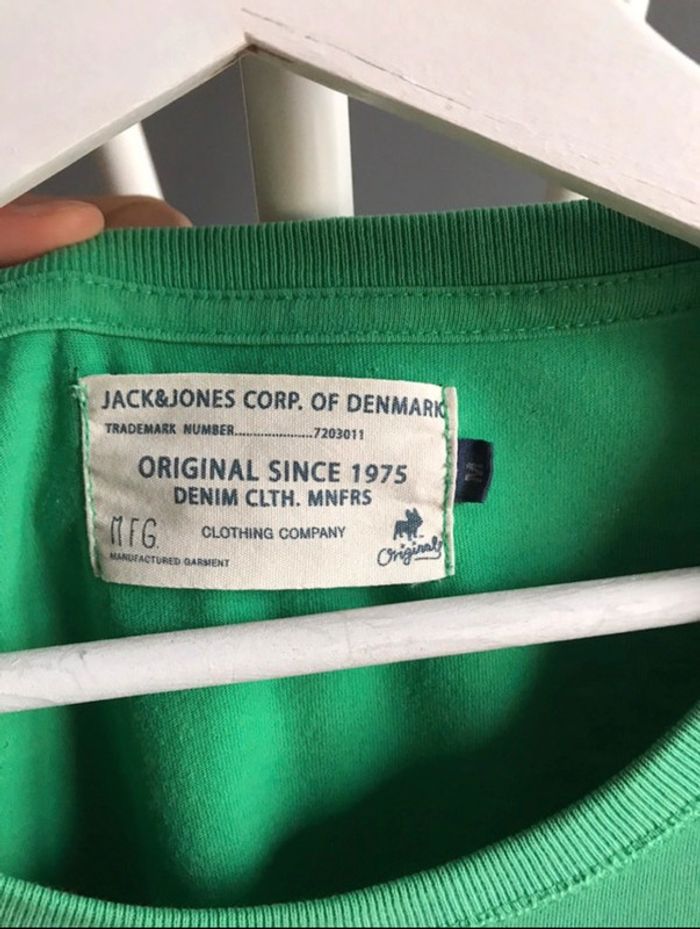 JACK&JONES CORP. OF DENMARK
TRADEMARK NUMBER.....................7203011
ORIGINAL SINCE 1975
DENIM CLTH. MNFRS
MFG. CLOTHING COMPANY
MANUFACTURED GARMENT
Originals
M